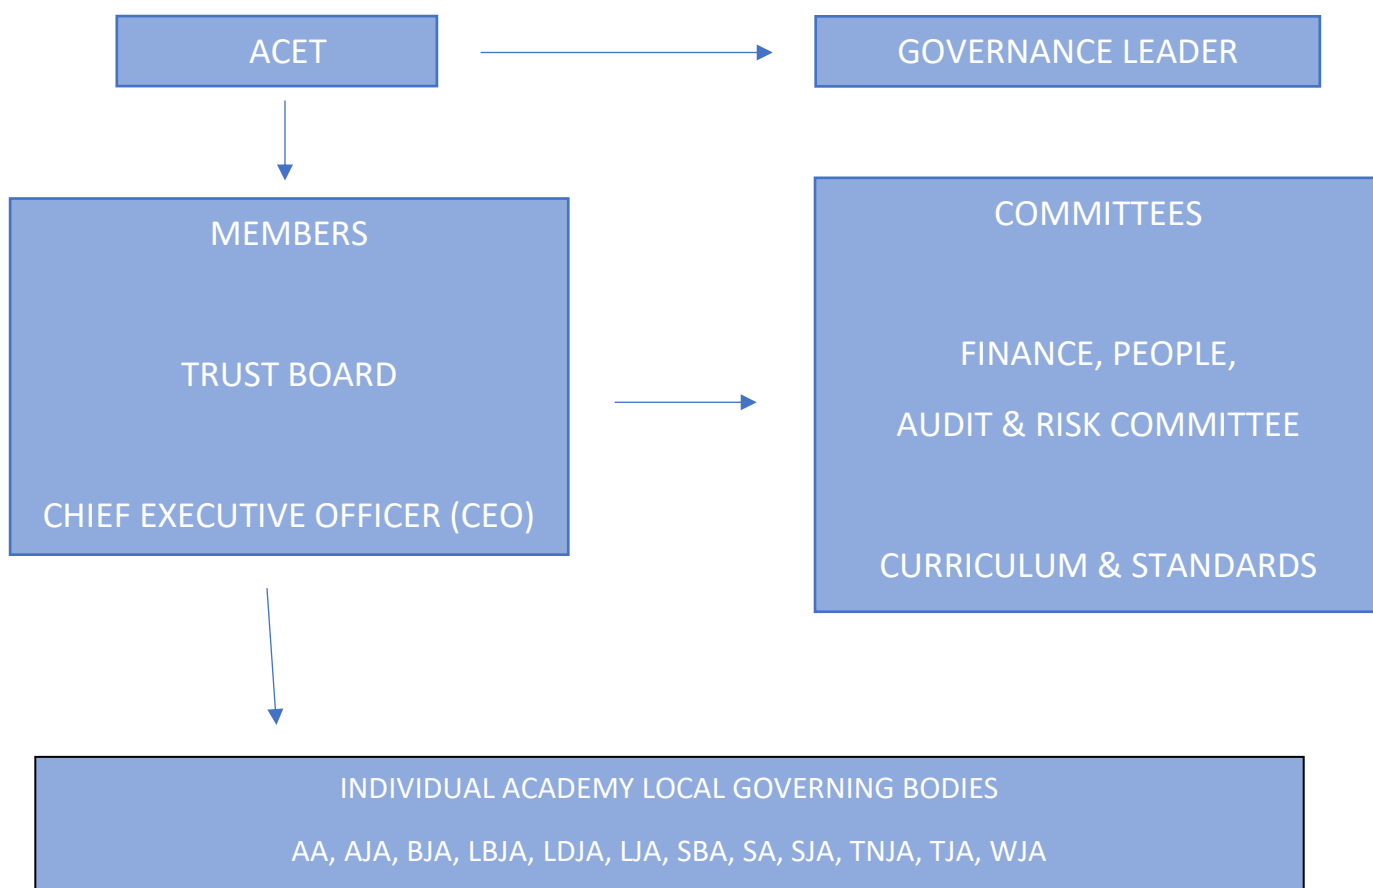 ACET
GOVERNANCE LEADER
MEMBERS
TRUST BOARD
CHIEF EXECUTIVE OFFICER (CEO)
COMMITTEES
FINANCE, PEOPLE,
AUDIT & RISK COMMITTEE
CURRICULUM & STANDARDS
INDIVIDUAL ACADEMY LOCAL GOVERNING BODIES
AA, AJA, BJA, LBJA, LDJA, LJA, SBA, SA, SJA, TNJA, TJA, WJA